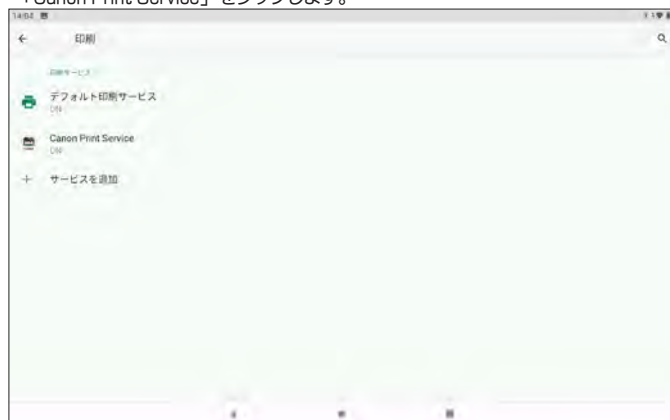 「Canon Print Service」をタップします。
14:04
印刷
印刷サービス
デフォルト印刷サービス
ON
Canon Print Service
ON
サービスを追加